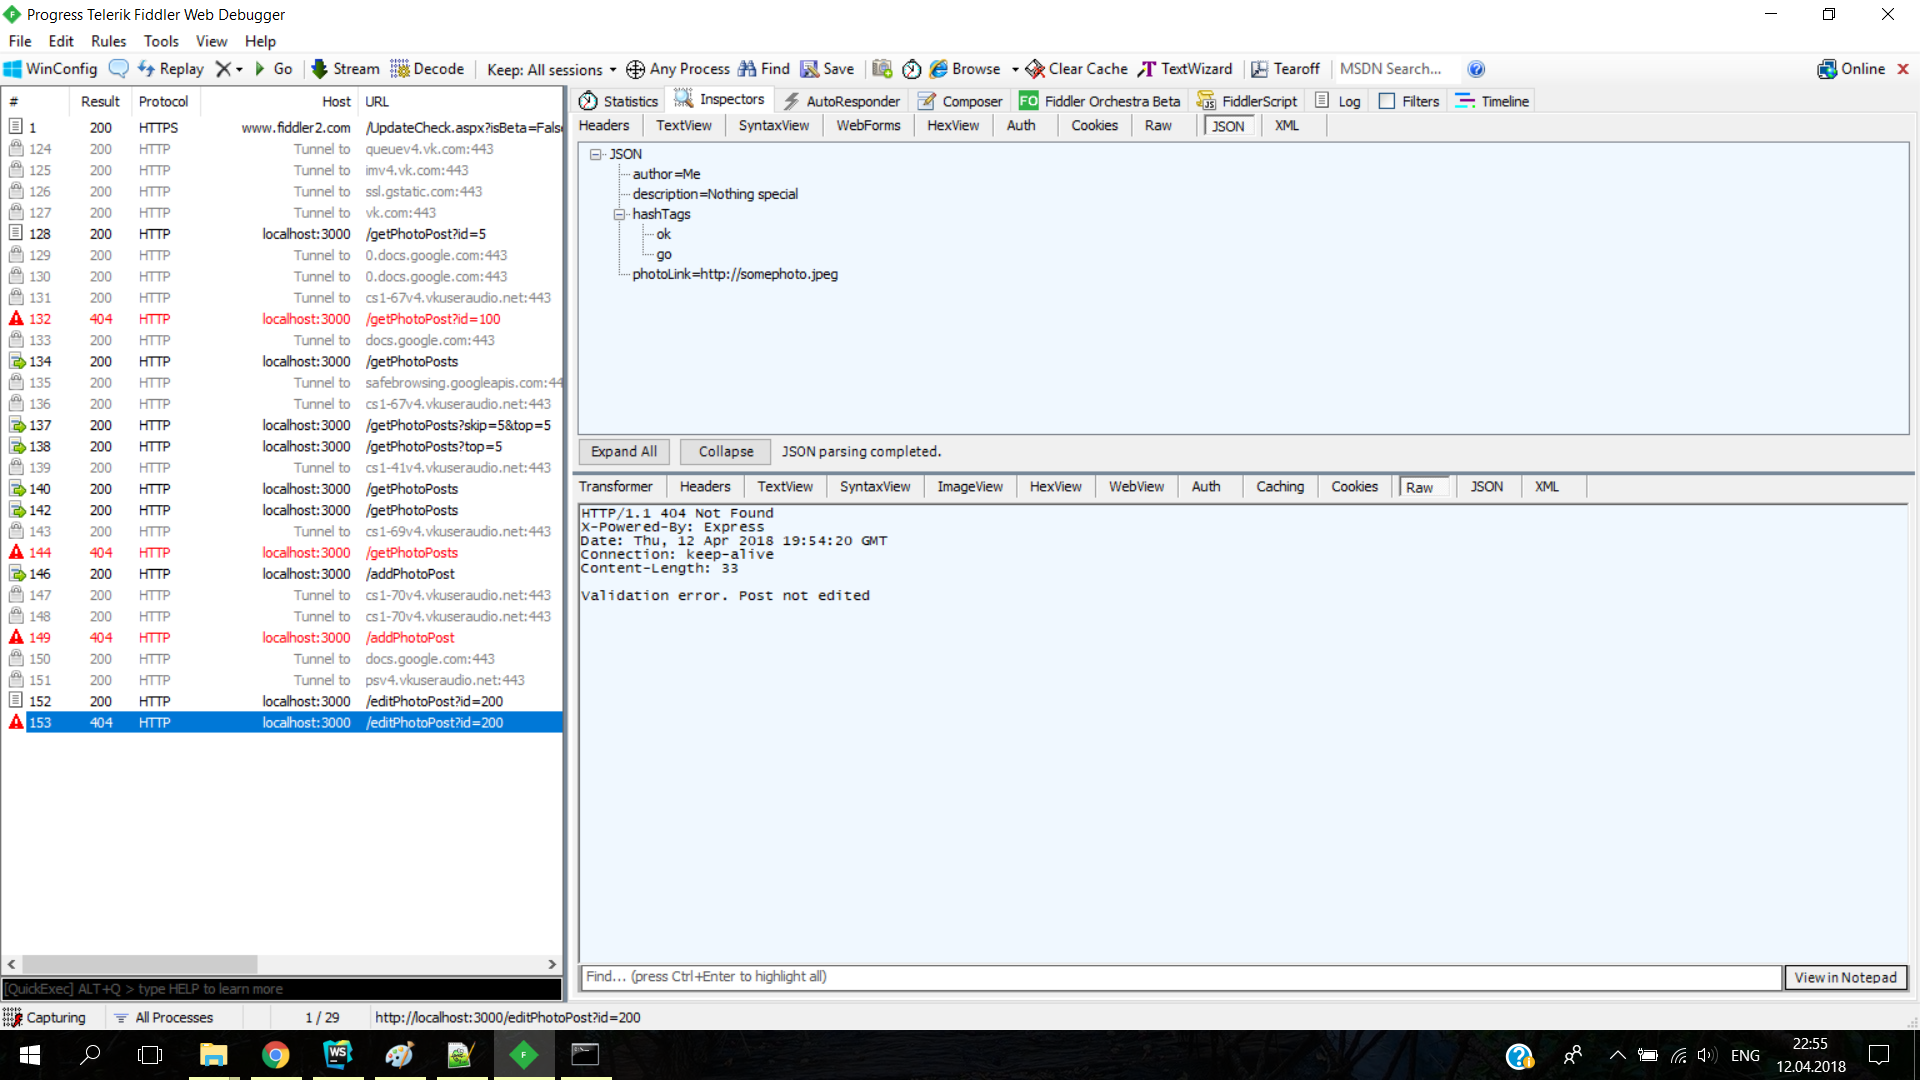 Progress Telerik Fiddler Web Debugger
File Edit Rules Tools View Help
WinConfig Replay Go Stream Decode Keep: All sessions Any Process Find Save Browse Clear Cache TextWizard Tearoff MSDN Search... Online
# Result Protocol Host URL
1 200 HTTPS www.fiddler2.com /UpdateCheck.aspx?isBeta=False
124 200 HTTP Tunnel to queuev4.vk.com:443
125 200 HTTP Tunnel to imv4.vk.com:443
126 200 HTTP Tunnel to ssl.gstatic.com:443
127 200 HTTP Tunnel to vk.com:443
128 200 HTTP localhost:3000 /getPhotoPost?id=5
129 200 HTTP Tunnel to 0.docs.google.com:443
130 200 HTTP Tunnel to 0.docs.google.com:443
131 200 HTTP Tunnel to cs1-67v4.vkuseraudio.net:443
132 404 HTTP localhost:3000 /getPhotoPost?id=100
133 200 HTTP Tunnel to docs.google.com:443
134 200 HTTP localhost:3000 /getPhotoPosts
135 200 HTTP Tunnel to safebrowsing.googleapis.com:44
136 200 HTTP Tunnel to cs1-67v4.vkuseraudio.net:443
137 200 HTTP localhost:3000 /getPhotoPosts?skip=5&top=5
138 200 HTTP localhost:3000 /getPhotoPosts?top=5
139 200 HTTP Tunnel to cs1-41v4.vkuseraudio.net:443
140 200 HTTP localhost:3000 /getPhotoPosts
142 200 HTTP localhost:3000 /getPhotoPosts
143 200 HTTP Tunnel to cs1-69v4.vkuseraudio.net:443
144 404 HTTP localhost:3000 /getPhotoPosts
146 200 HTTP localhost:3000 /addPhotoPost
147 200 HTTP Tunnel to cs1-70v4.vkuseraudio.net:443
148 200 HTTP Tunnel to cs1-70v4.vkuseraudio.net:443
149 404 HTTP localhost:3000 /addPhotoPost
150 200 HTTP Tunnel to docs.google.com:443
151 200 HTTP Tunnel to psv4.vkuseraudio.net:443
152 200 HTTP localhost:3000 /editPhotoPost?id=200
153 404 HTTP localhost:3000 /editPhotoPost?id=200
[QuickExec] ALT+Q > type HELP to learn more
Statistics Inspectors AutoResponder Composer FO Fiddler Orchestra Beta FiddlerScript Log Filters Timeline
Headers TextView SyntaxView WebForms HexView Auth Cookies Raw JSON XML
JSON
author=Me
description=Nothing special
hashTags
ok
go
photoLink=http://somephoto.jpeg
Expand All Collapse JSON parsing completed.
Transformer Headers TextView SyntaxView ImageView HexView WebView Auth Caching Cookies Raw JSON XML
HTTP/1.1 404 Not Found
X-Powered-By: Express
Date: Thu, 12 Apr 2018 19:54:20 GMT
Connection: keep-alive
Content-Length: 33
Validation error. Post not edited
Find... (press Ctrl+Enter to highlight all) View in Notepad
Capturing All Processes 1 / 29 http://localhost:3000/editPhotoPost?id=200
WS F ENG 22:55
12.04.2018